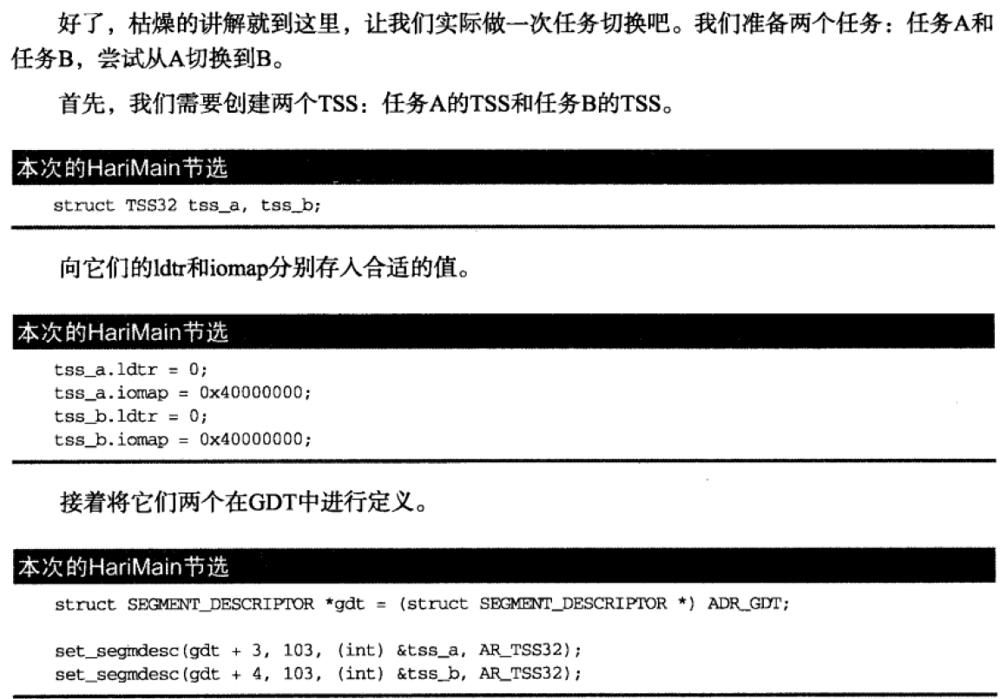 好了，枯燥的讲解就到这里，让我们实际做一次任务切换吧。我们准备两个任务：任务A和
任务B，尝试从A切换到B。
首先，我们需要创建两个TSS：任务A的TSS和任务B的TSS。
本次的HariMain节选
struct TSS32 tss_a, tss_b;
向它们的ldtr和iomap分别存入合适的值。
本次的HariMain节选
tss_a.ldtr = 0;
tss_a.iomap = 0x40000000;
tss_b.ldtr = 0;
tss_b.iomap = 0x40000000;
接着将它们两个在GDT中进行定义。
本次的HariMain节选
struct SEGMENT_DESCRIPTOR *gdt = (struct SEGMENT_DESCRIPTOR *) ADR_GDT;
set_segmdesc(gdt + 3, 103, (int) &tss_a, AR_TSS32);
set_segmdesc(gdt + 4, 103, (int) &tss_b, AR_TSS32);